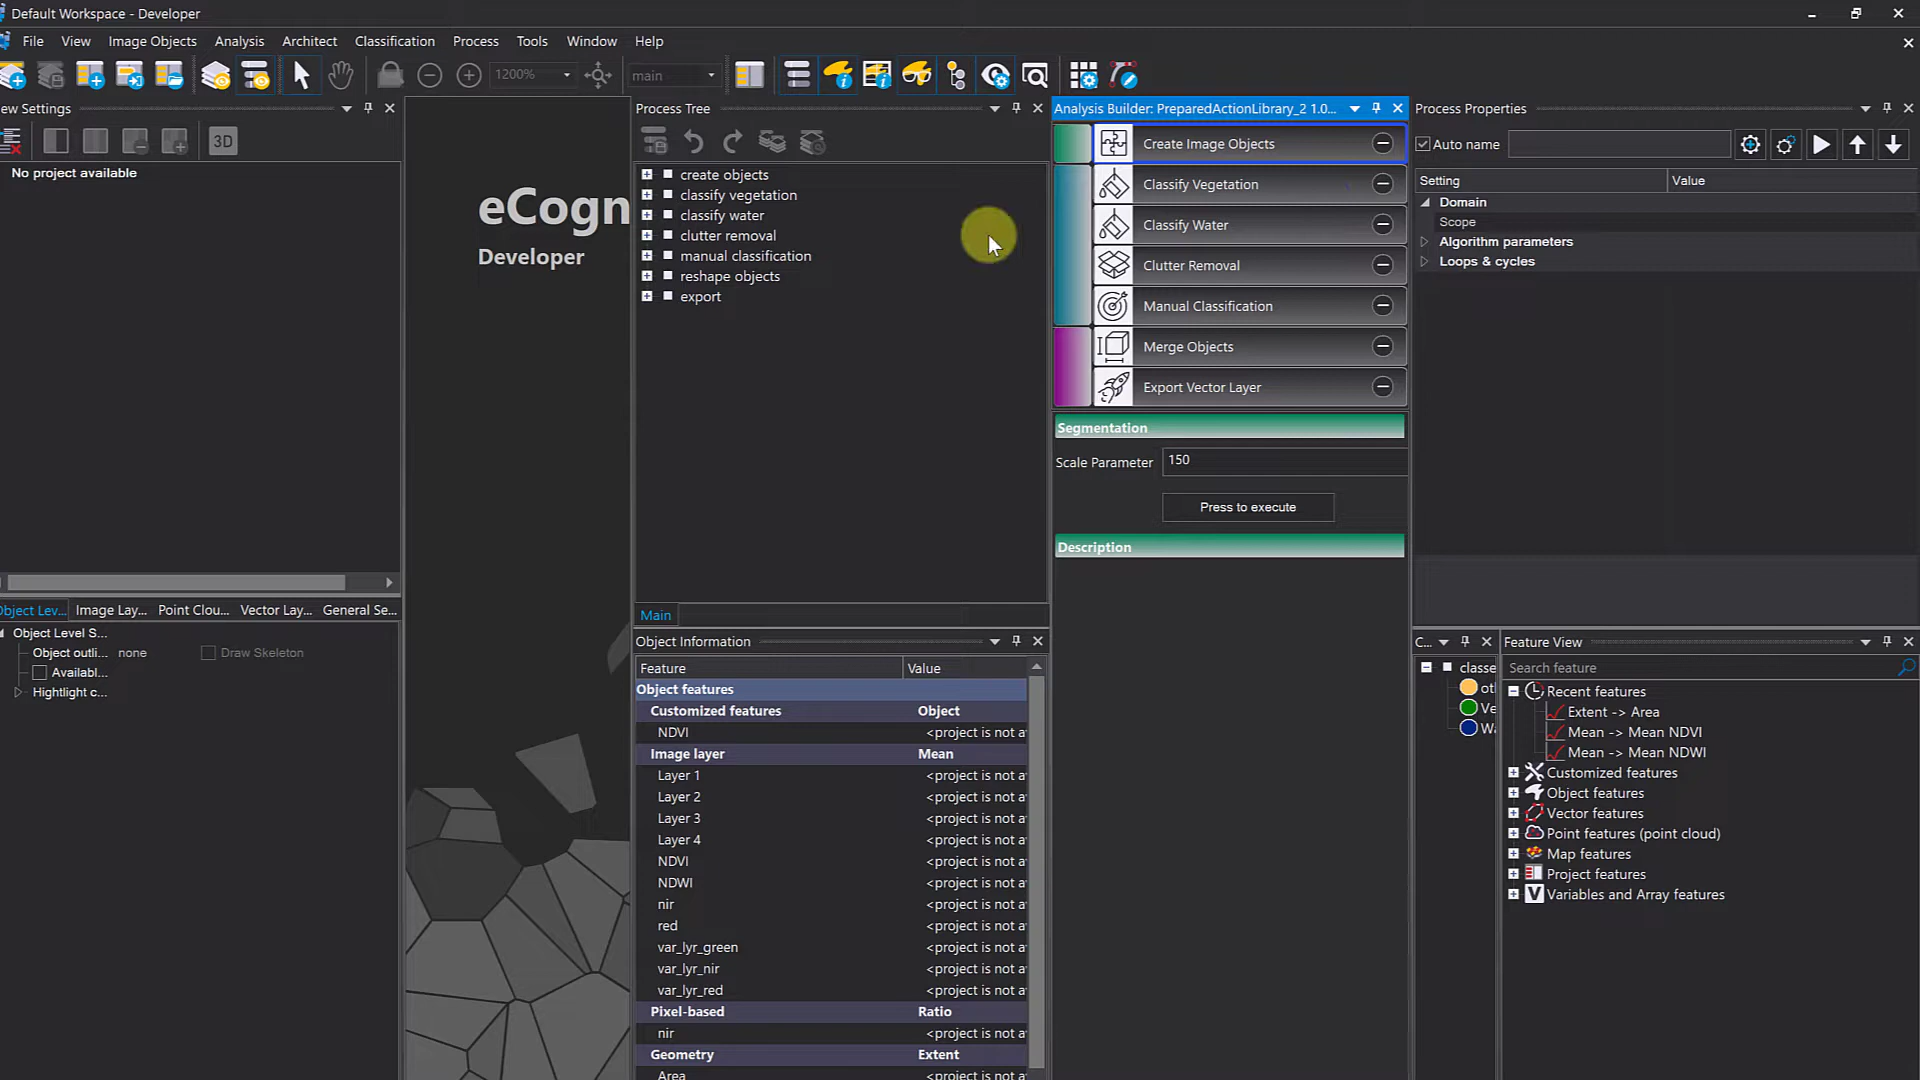 Default Workspace - Developer
File View Image Objects Analysis Architect Classification Process Tools Window Help
1200% main
ew Settings
3D
No project available
Object Lev... Image Lay... Point Clou... Vector Lay... General Se...
Object Level S...
Object outli... none Draw Skeleton
Availabl...
Hightlight c...
eCogn
Developer
Process Tree
create objects
classify vegetation
classify water
clutter removal
manual classification
reshape objects
export
Main
Object Information
Feature Value
Object features
Customized features Object
NDVI <project is not a
Image layer Mean
Layer 1 <project is not a
Layer 2 <project is not a
Layer 3 <project is not a
Layer 4 <project is not a
NDVI <project is not a
NDWI <project is not a
nir <project is not a
red <project is not a
var_lyr_green <project is not a
var_lyr_nir <project is not a
var_lyr_red <project is not a
Pixel-based Ratio
nir <project is not a
Geometry Extent
Area <project is not a
Analysis Builder: PreparedActionLibrary_2 1.0...
Create Image Objects
Classify Vegetation
Classify Water
Clutter Removal
Manual Classification
Merge Objects
Export Vector Layer
Segmentation
Scale Parameter 150
Press to execute
Description
Process Properties
Auto name
Setting Value
Domain
Scope
Algorithm parameters
Loops & cycles
C...
classe
ot
Ve
Wa
Feature View
Search feature
Recent features
Extent -> Area
Mean -> Mean NDVI
Mean -> Mean NDWI
Customized features
Object features
Vector features
Point features (point cloud)
Map features
Project features
V Variables and Array features